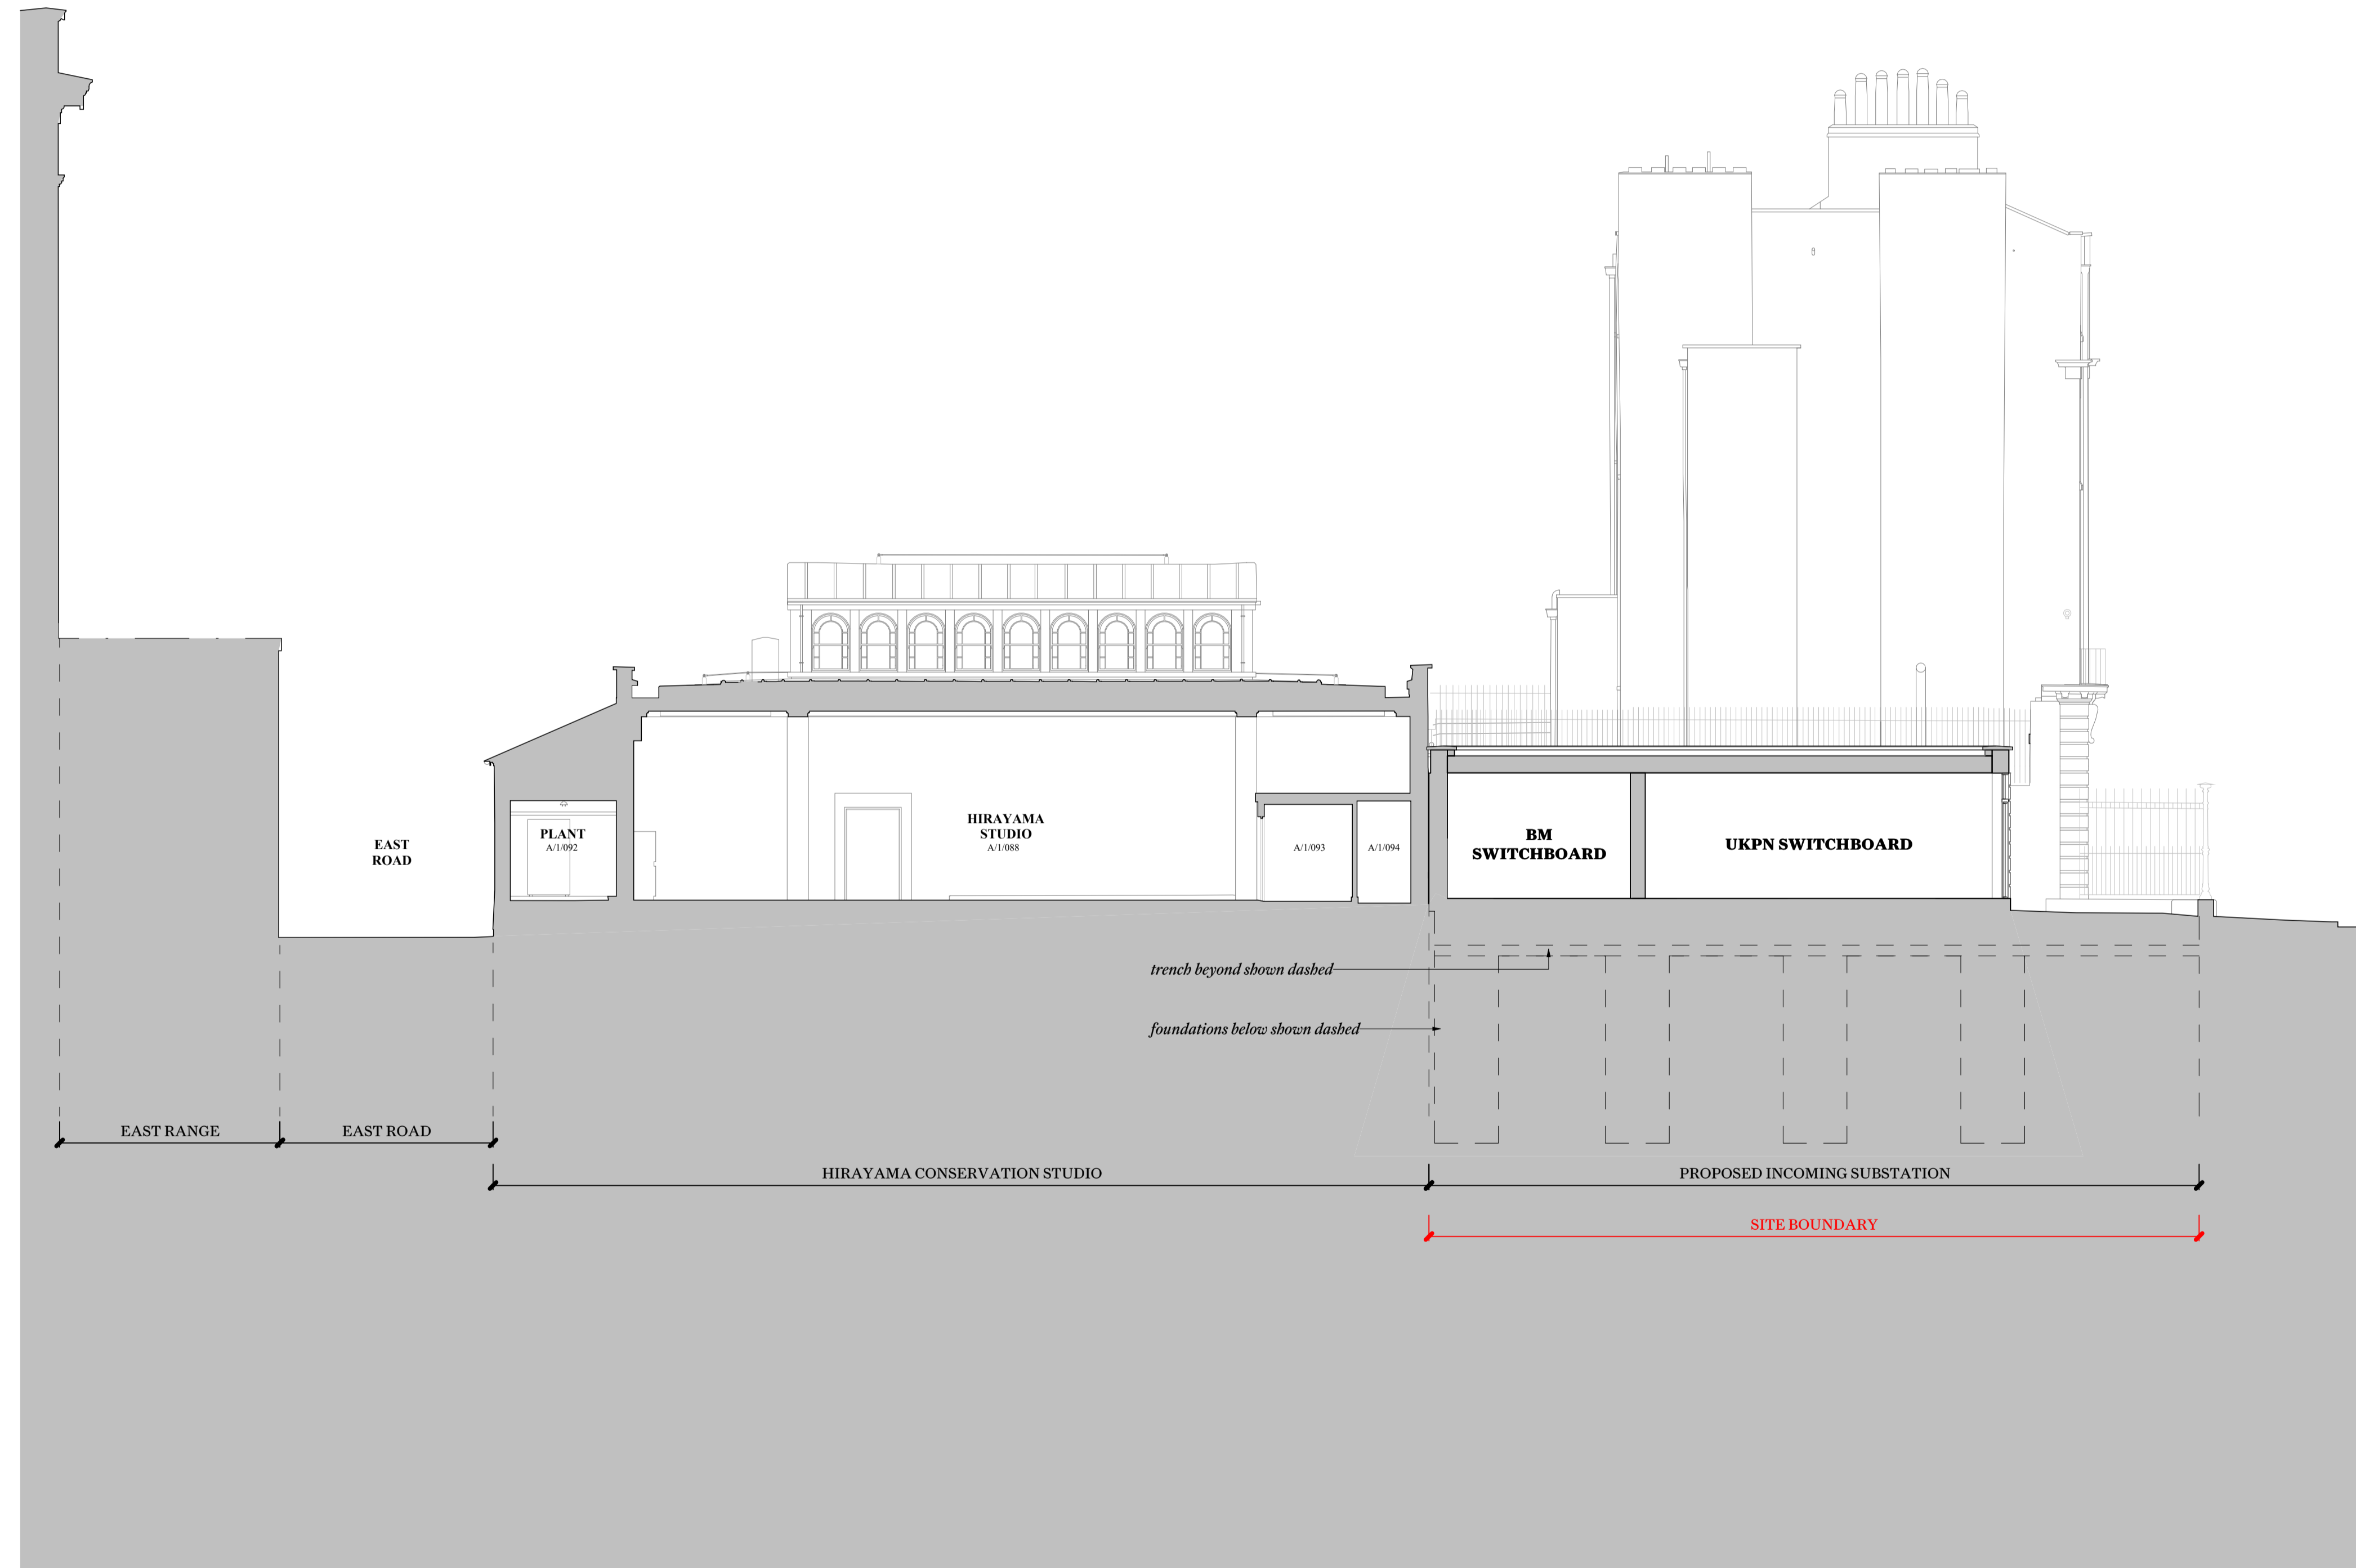 EAST
ROAD
PLANT
A/1/092
HIRAYAMA
STUDIO
A/1/088
A/1/093
A/1/094
BM
SWITCHBOARD
UKPN SWITCHBOARD
trench beyond shown dashed
foundations below shown dashed
EAST RANGE
EAST ROAD
HIRAYAMA CONSERVATION STUDIO
PROPOSED INCOMING SUBSTATION
SITE BOUNDARY